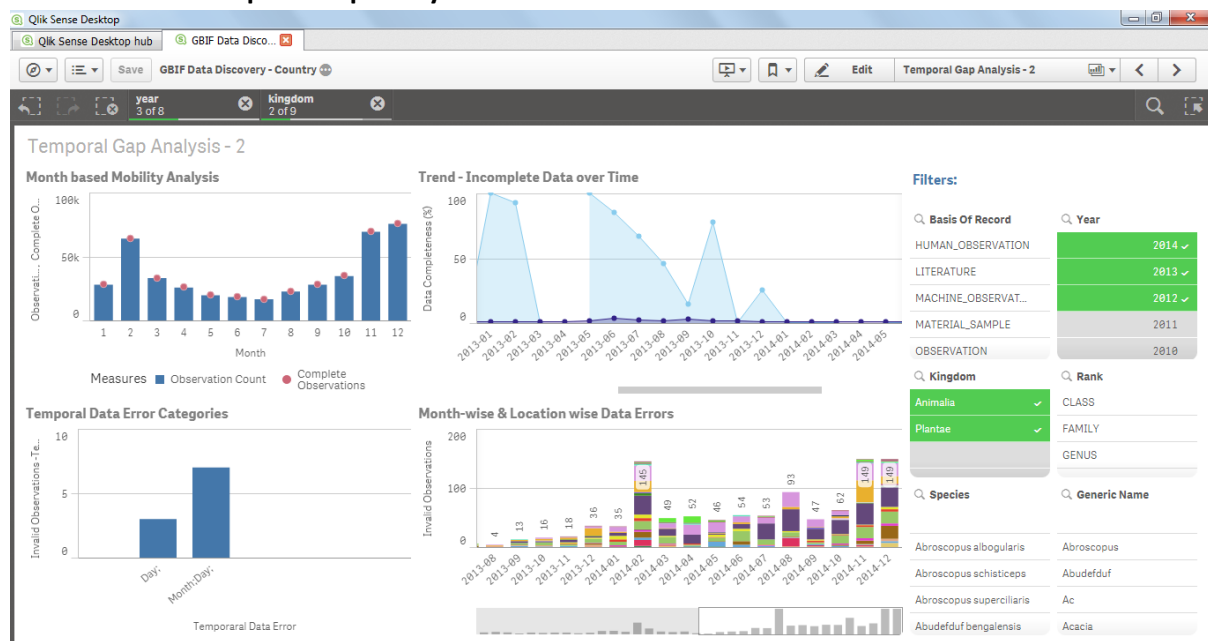 Qlik Sense Desktop
Qlik Sense Desktop hub
GBIF Data Disco...
Save
GBIF Data Discovery - Country
Edit
Temporal Gap Analysis - 2
year
3 of 8
kingdom
2 of 9
Temporal Gap Analysis - 2
Month based Mobility Analysis
Observati..., Complete O...
100k
50k
0
1 2 3 4 5 6 7 8 9 10 11 12
Month
Measures Observation Count Complete Observations
Trend - Incomplete Data over Time
Data Completeness (%)
100
50
0
2013-01 2013-02 2013-03 2013-04 2013-05 2013-06 2013-07 2013-08 2013-09 2013-10 2013-11 2013-12 2014-01 2014-02 2014-03 2014-04 2014-05
Filters:
Basis Of Record
HUMAN_OBSERVATION
LITERATURE
MACHINE_OBSERVAT...
MATERIAL_SAMPLE
OBSERVATION
Year
2014
2013
2012
2011
2010
Kingdom
Animalia
Plantae
Rank
CLASS
FAMILY
GENUS
Temporal Data Error Categories
Invalid Observations -Te...
10
5
0
Day;
Month;Day;
Temporaral Data Error
Month-wise & Location wise Data Errors
Invalid Observations
200
100
0
4 13 16 18 36 35 145 49 52 46 54 53 93 47 62 149 149
2013-08 2013-09 2013-10 2013-11 2013-12 2014-01 2014-02 2014-03 2014-04 2014-05 2014-06 2014-07 2014-08 2014-09 2014-10 2014-11 2014-12
Species
Abroscopus albogularis
Abroscopus schisticeps
Abroscopus superciliaris
Abudefduf bengalensis
Generic Name
Abroscopus
Abudefduf
Ac
Acacia